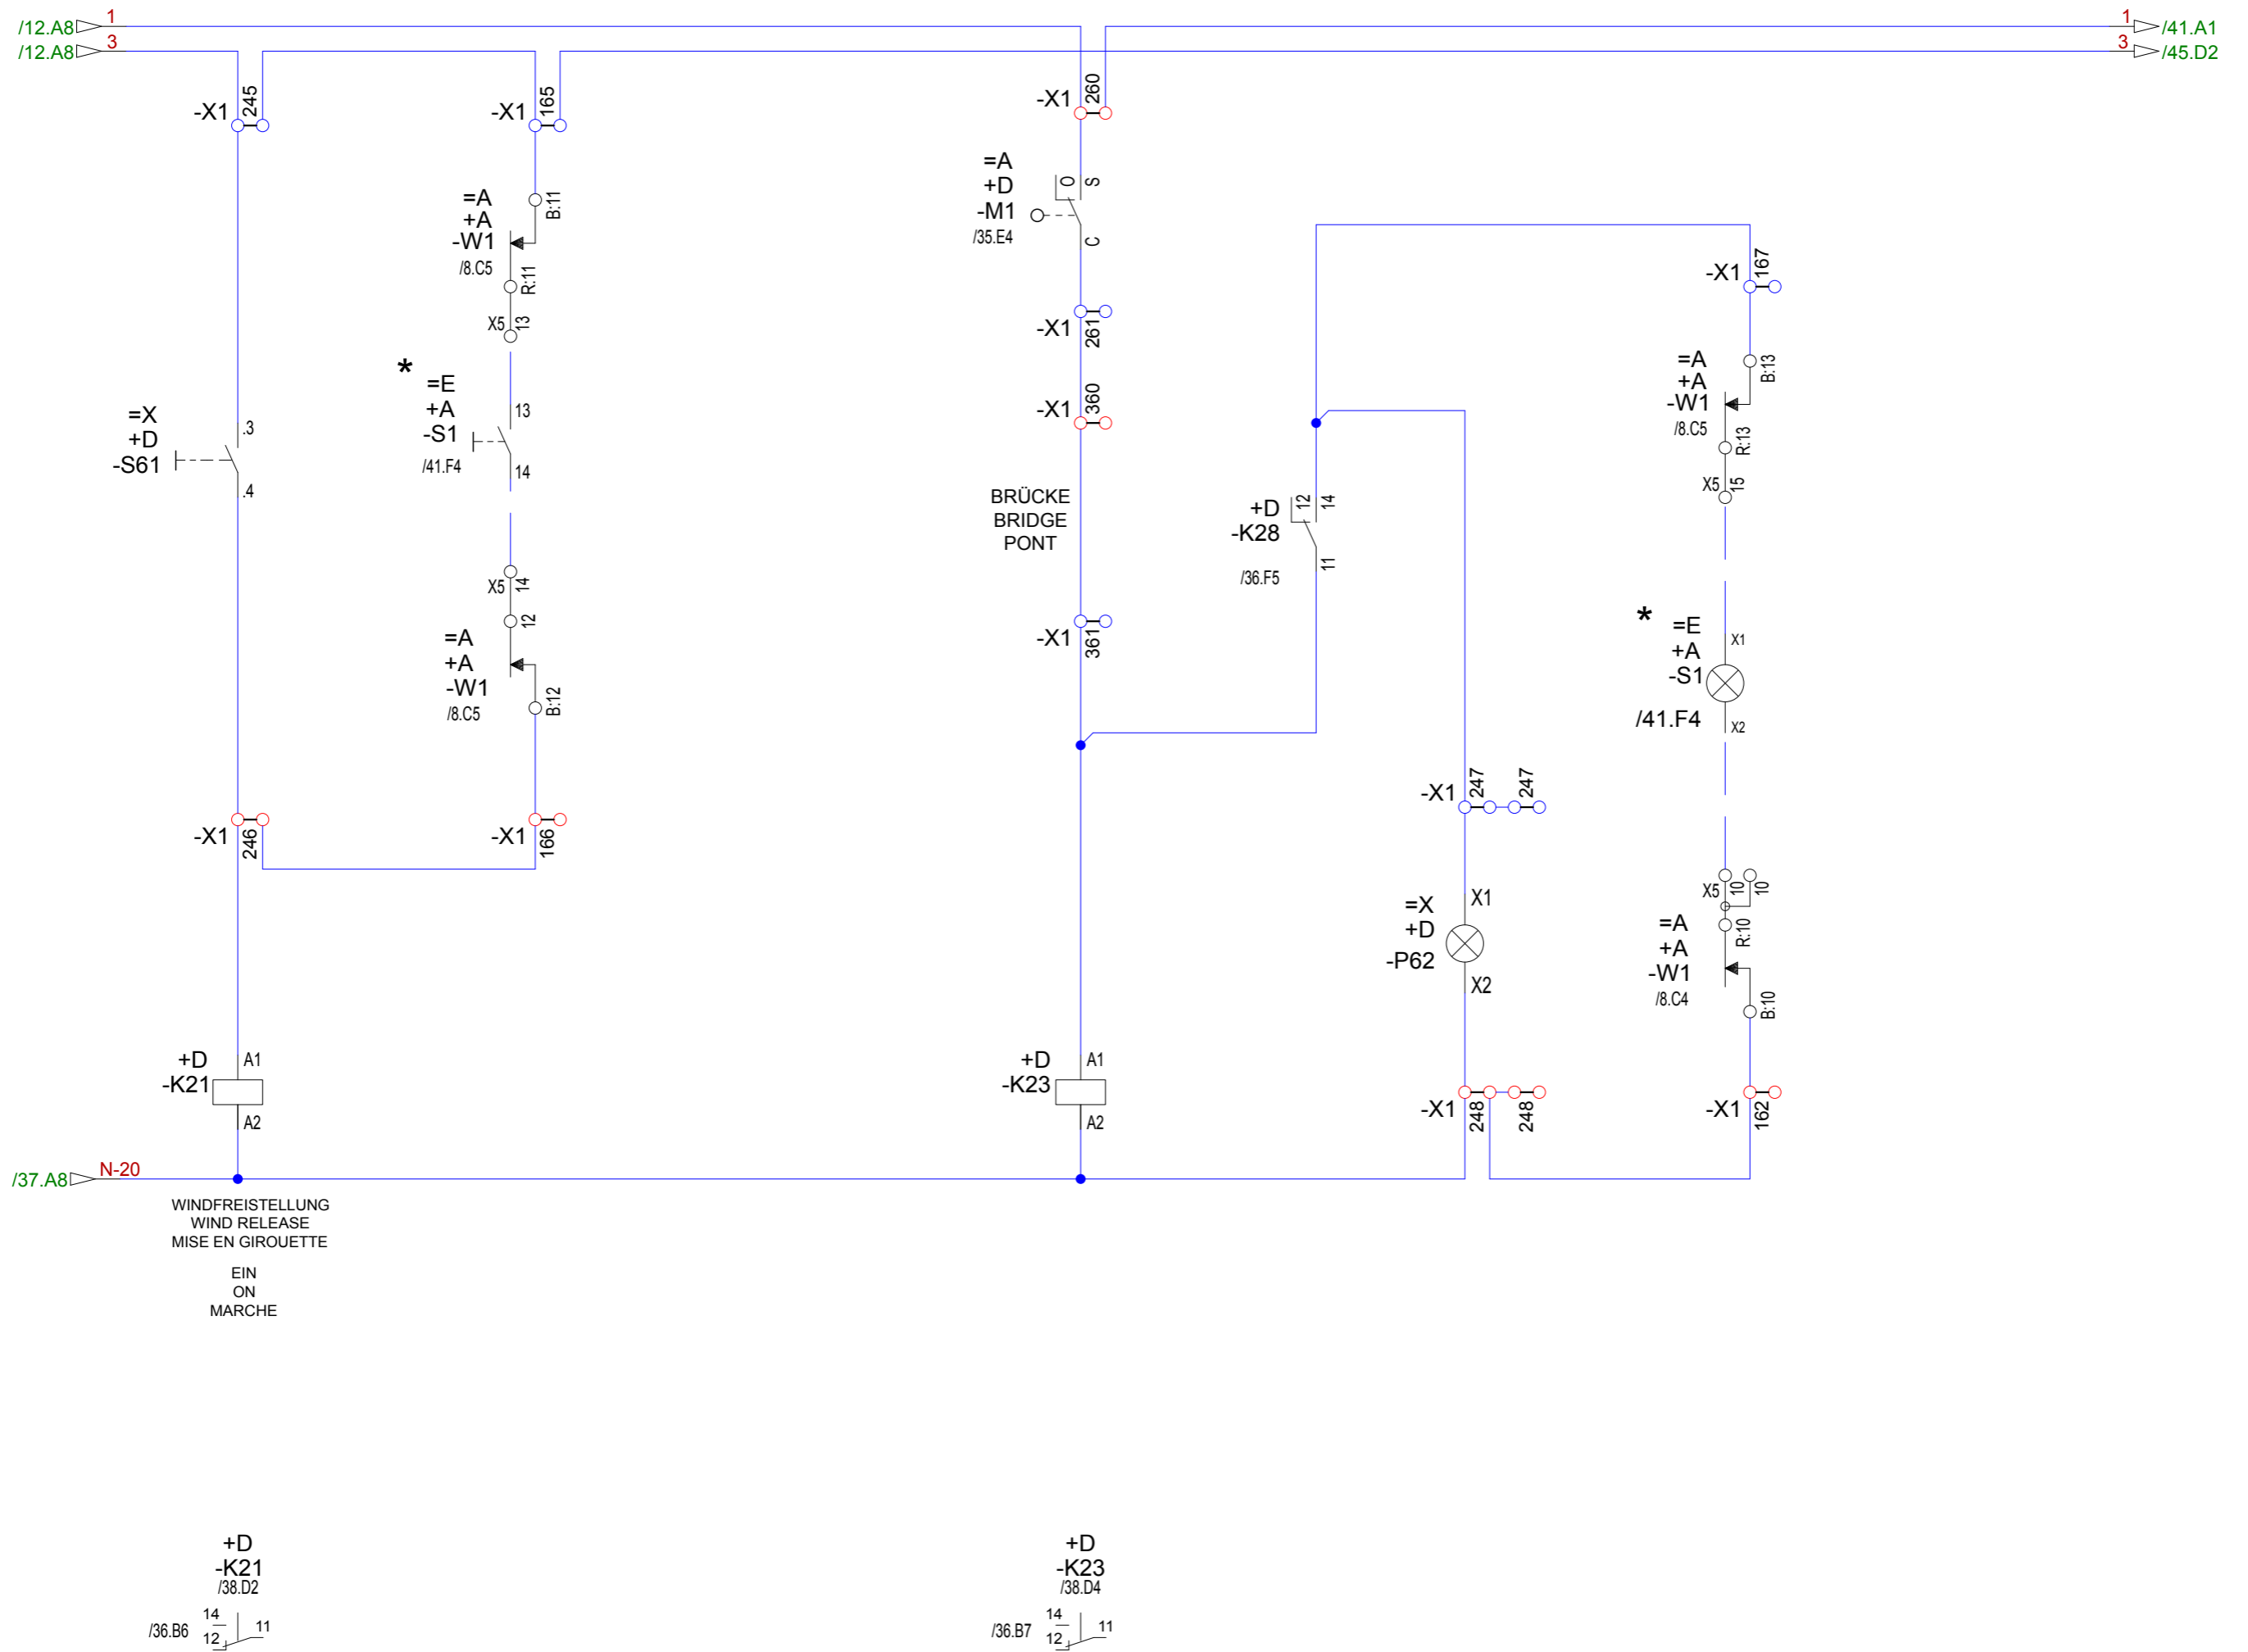 /12.A8 1
1 /41.A1
/12.A8 3
3 /45.D2
-X1 245
-X1 165
-X1 260
=A
+D
-M1
/35.E4
O
S
C
=A
+A
-W1
/8.C5
B:11
R:11
X5 13
-X1 167
-X1 261
=A
+A
-W1
/8.C5
B:13
R:13
X5 15
*
=E
+A
-S1
/41.F4
13
14
-X1 360
=X
+D
-S61
.3
.4
BRÜCKE
BRIDGE
PONT
+D
-K28
/36.F5
12
14
11
X5 14
12
=A
+A
-W1
/8.C5
B:12
-X1 361
*
=E
+A
-S1
/41.F4
X1
X2
-X1 247 247
-X1 246
-X1 166
X5 10 10
=A
+A
-W1
/8.C4
R:10
B:10
=X
+D
-P62
X1
X2
+D
-K21
A1
A2
+D
-K23
A1
A2
-X1 248 248
-X1 162
/37.A8 N-20
WINDFREISTELLUNG
WIND RELEASE
MISE EN GIROUETTE
EIN
ON
MARCHE
+D
-K21
/38.D2
/36.B6
14
12
11
+D
-K23
/38.D4
/36.B7
14
12
11